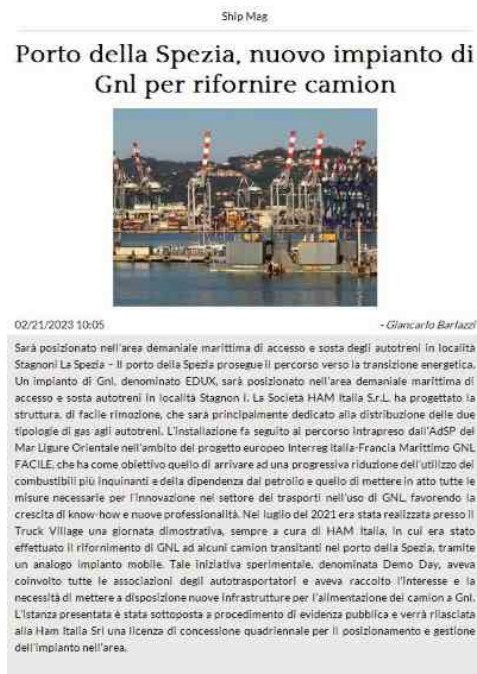 Ship Mag
Porto della Spezia, nuovo impianto di
Gnl per rifornire camion
02/21/2023 10:05
- Giancarlo Barlazzi
Sarà posizionato nell'area demaniale marittima di accesso e sosta degli autotreni in località
Stagnoni La Spezia – Il porto della Spezia prosegue il percorso verso la transizione energetica.
Un impianto di Gnl, denominato EDUX, sarà posizionato nell'area demaniale marittima di
accesso e sosta autotreni in località Stagnon i. La Società HAM Italia S.r.L. ha progettato la
struttura, di facile rimozione, che sarà principalmente dedicato alla distribuzione delle due
tipologie di gas agli autotreni. L'installazione fa seguito al percorso intrapreso dall'AdSP del
Mar Ligure Orientale nell'ambito del progetto europeo Interreg Italia-Francia Marittimo GNL
FACILE, che ha come obiettivo quello di arrivare ad una progressiva riduzione dell'utilizzo dei
combustibili più inquinanti e della dipendenza dal petrolio e quello di mettere in atto tutte le
misure necessarie per l'innovazione nel settore dei trasporti nell'uso di GNL, favorendo la
crescita di know-how e nuove professionalità. Nel luglio del 2021 era stata realizzata presso il
Truck Village una giornata dimostrativa, sempre a cura di HAM Italia, in cui era stato
effettuato il rifornimento di GNL ad alcuni camion transitanti nel porto della Spezia, tramite
un analogo impianto mobile. Tale iniziativa sperimentale, denominata Demo Day, aveva
coinvolto tutte le associazioni degli autotrasportatori e aveva raccolto l'interesse e la
necessità di mettere a disposizione nuove infrastrutture per l'alimentazione dei camion a Gnl.
L'istanza presentata è stata sottoposta a procedimento di evidenza pubblica e verrà rilasciata
alla Ham Italia Srl una licenza di concessione quadriennale per il posizionamento e gestione
dell'impianto nell'area.